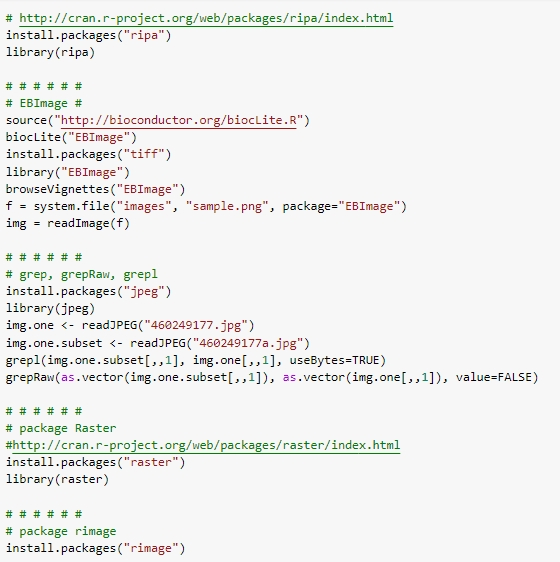 # http://cran.r-project.org/web/packages/ripa/index.html
install.packages("ripa")
library(ripa)
# # # # # #
# EBImage #
source("http://bioconductor.org/biocLite.R")
biocLite("EBImage")
install.packages("tiff")
library("EBImage")
browseVignettes("EBImage")
f = system.file("images", "sample.png", package="EBImage")
img = readImage(f)
# # # # # #
# grep, grepRaw, grepl
install.packages("jpeg")
library(jpeg)
img.one <- readJPEG("460249177.jpg")
img.one.subset <- readJPEG("460249177a.jpg")
grepl(img.one.subset[,,1], img.one[,,1], useBytes=TRUE)
grepRaw(as.vector(img.one.subset[,,1]), as.vector(img.one[,,1]), value=FALSE)
# # # # # #
# package Raster
#http://cran.r-project.org/web/packages/raster/index.html
install.packages("raster")
library(raster)
# # # # # #
# package rimage
install.packages("rimage")